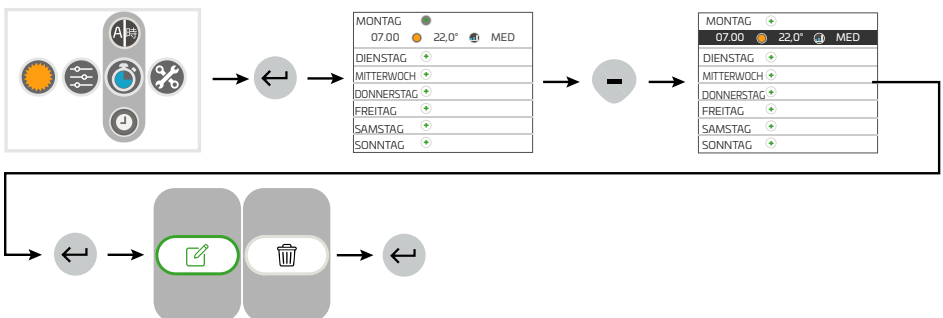 A時
MONTAG
07.00 22,0° MED
DIENSTAG
MITTERWOCH
DONNERSTAG
FREITAG
SAMSTAG
SONNTAG
MONTAG
07.00 22,0° MED
DIENSTAG
MITTERWOCH
DONNERSTAG
FREITAG
SAMSTAG
SONNTAG